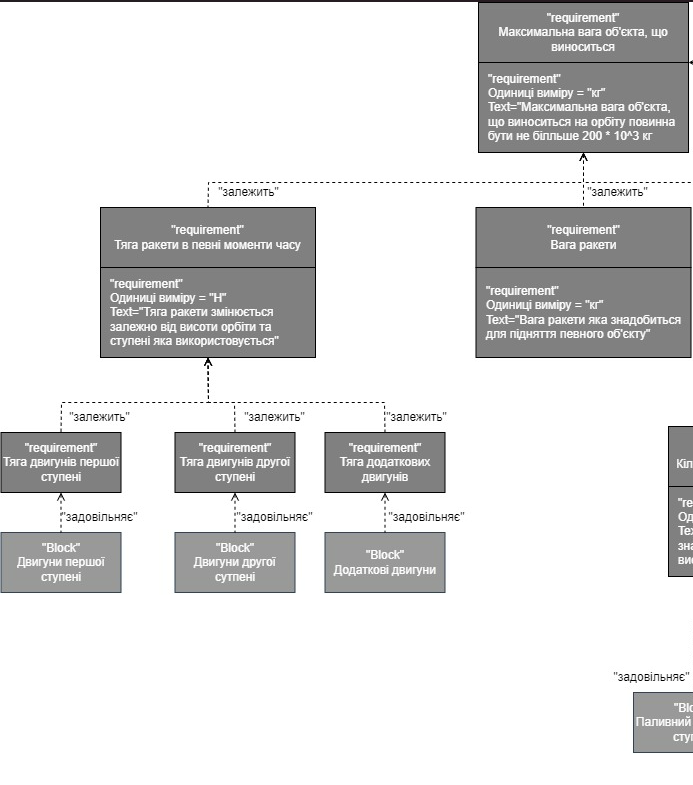 "requirement"
Максимальна вага об'єкта, що
виноситься
"requirement"
Одиниці виміру = "кг"
Text="Максимальна вага об'єкта,
що виноситься на орбіту повинна
бути не білльше 200 * 10^3 кг
"залежить"
"залежить"
"requirement"
Тяга ракети в певні моменти часу
"requirement"
Одиниці виміру = "Н"
Text="Тяга ракети змінюється
залежно від висоти орбіти та
ступені яка використовується"
"requirement"
Вага ракети
"requirement"
Одиниці виміру = "кг"
Text="Вага ракети яка знадобиться
для підняття певного об'єкту"
"залежить"
"залежить"
"залежить"
"requirement"
Тяга двигунів першої
ступені
"requirement"
Тяга двигунів другої
ступені
"requirement"
Тяга додаткових
двигунів
"задовільняє"
"задовільняє"
"задовільняє"
"Block"
Двигуни першої
ступені
"Block"
Двигуни другої
сутпені
"Block"
Додаткові двигуни
"задовільняє"
Паливний